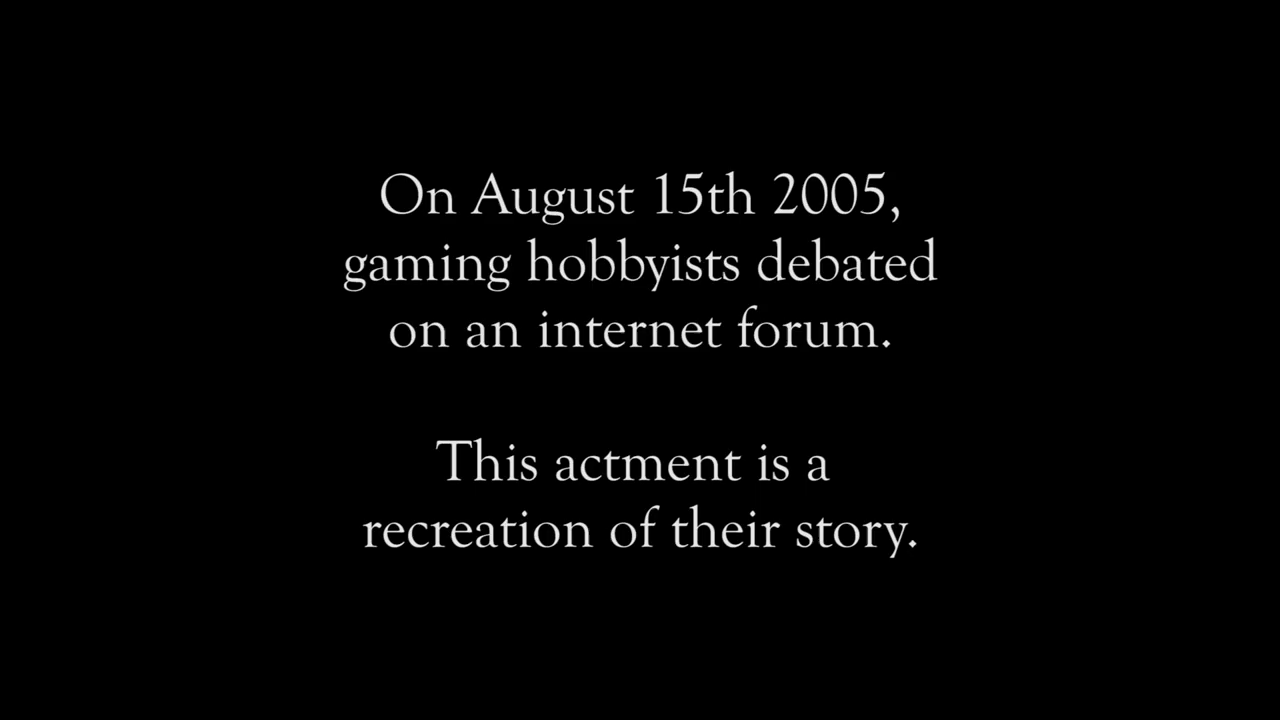 On August 15th 2005,
gaming hobbyists debated
on an internet forum.
This actment is a
recreation of their story.